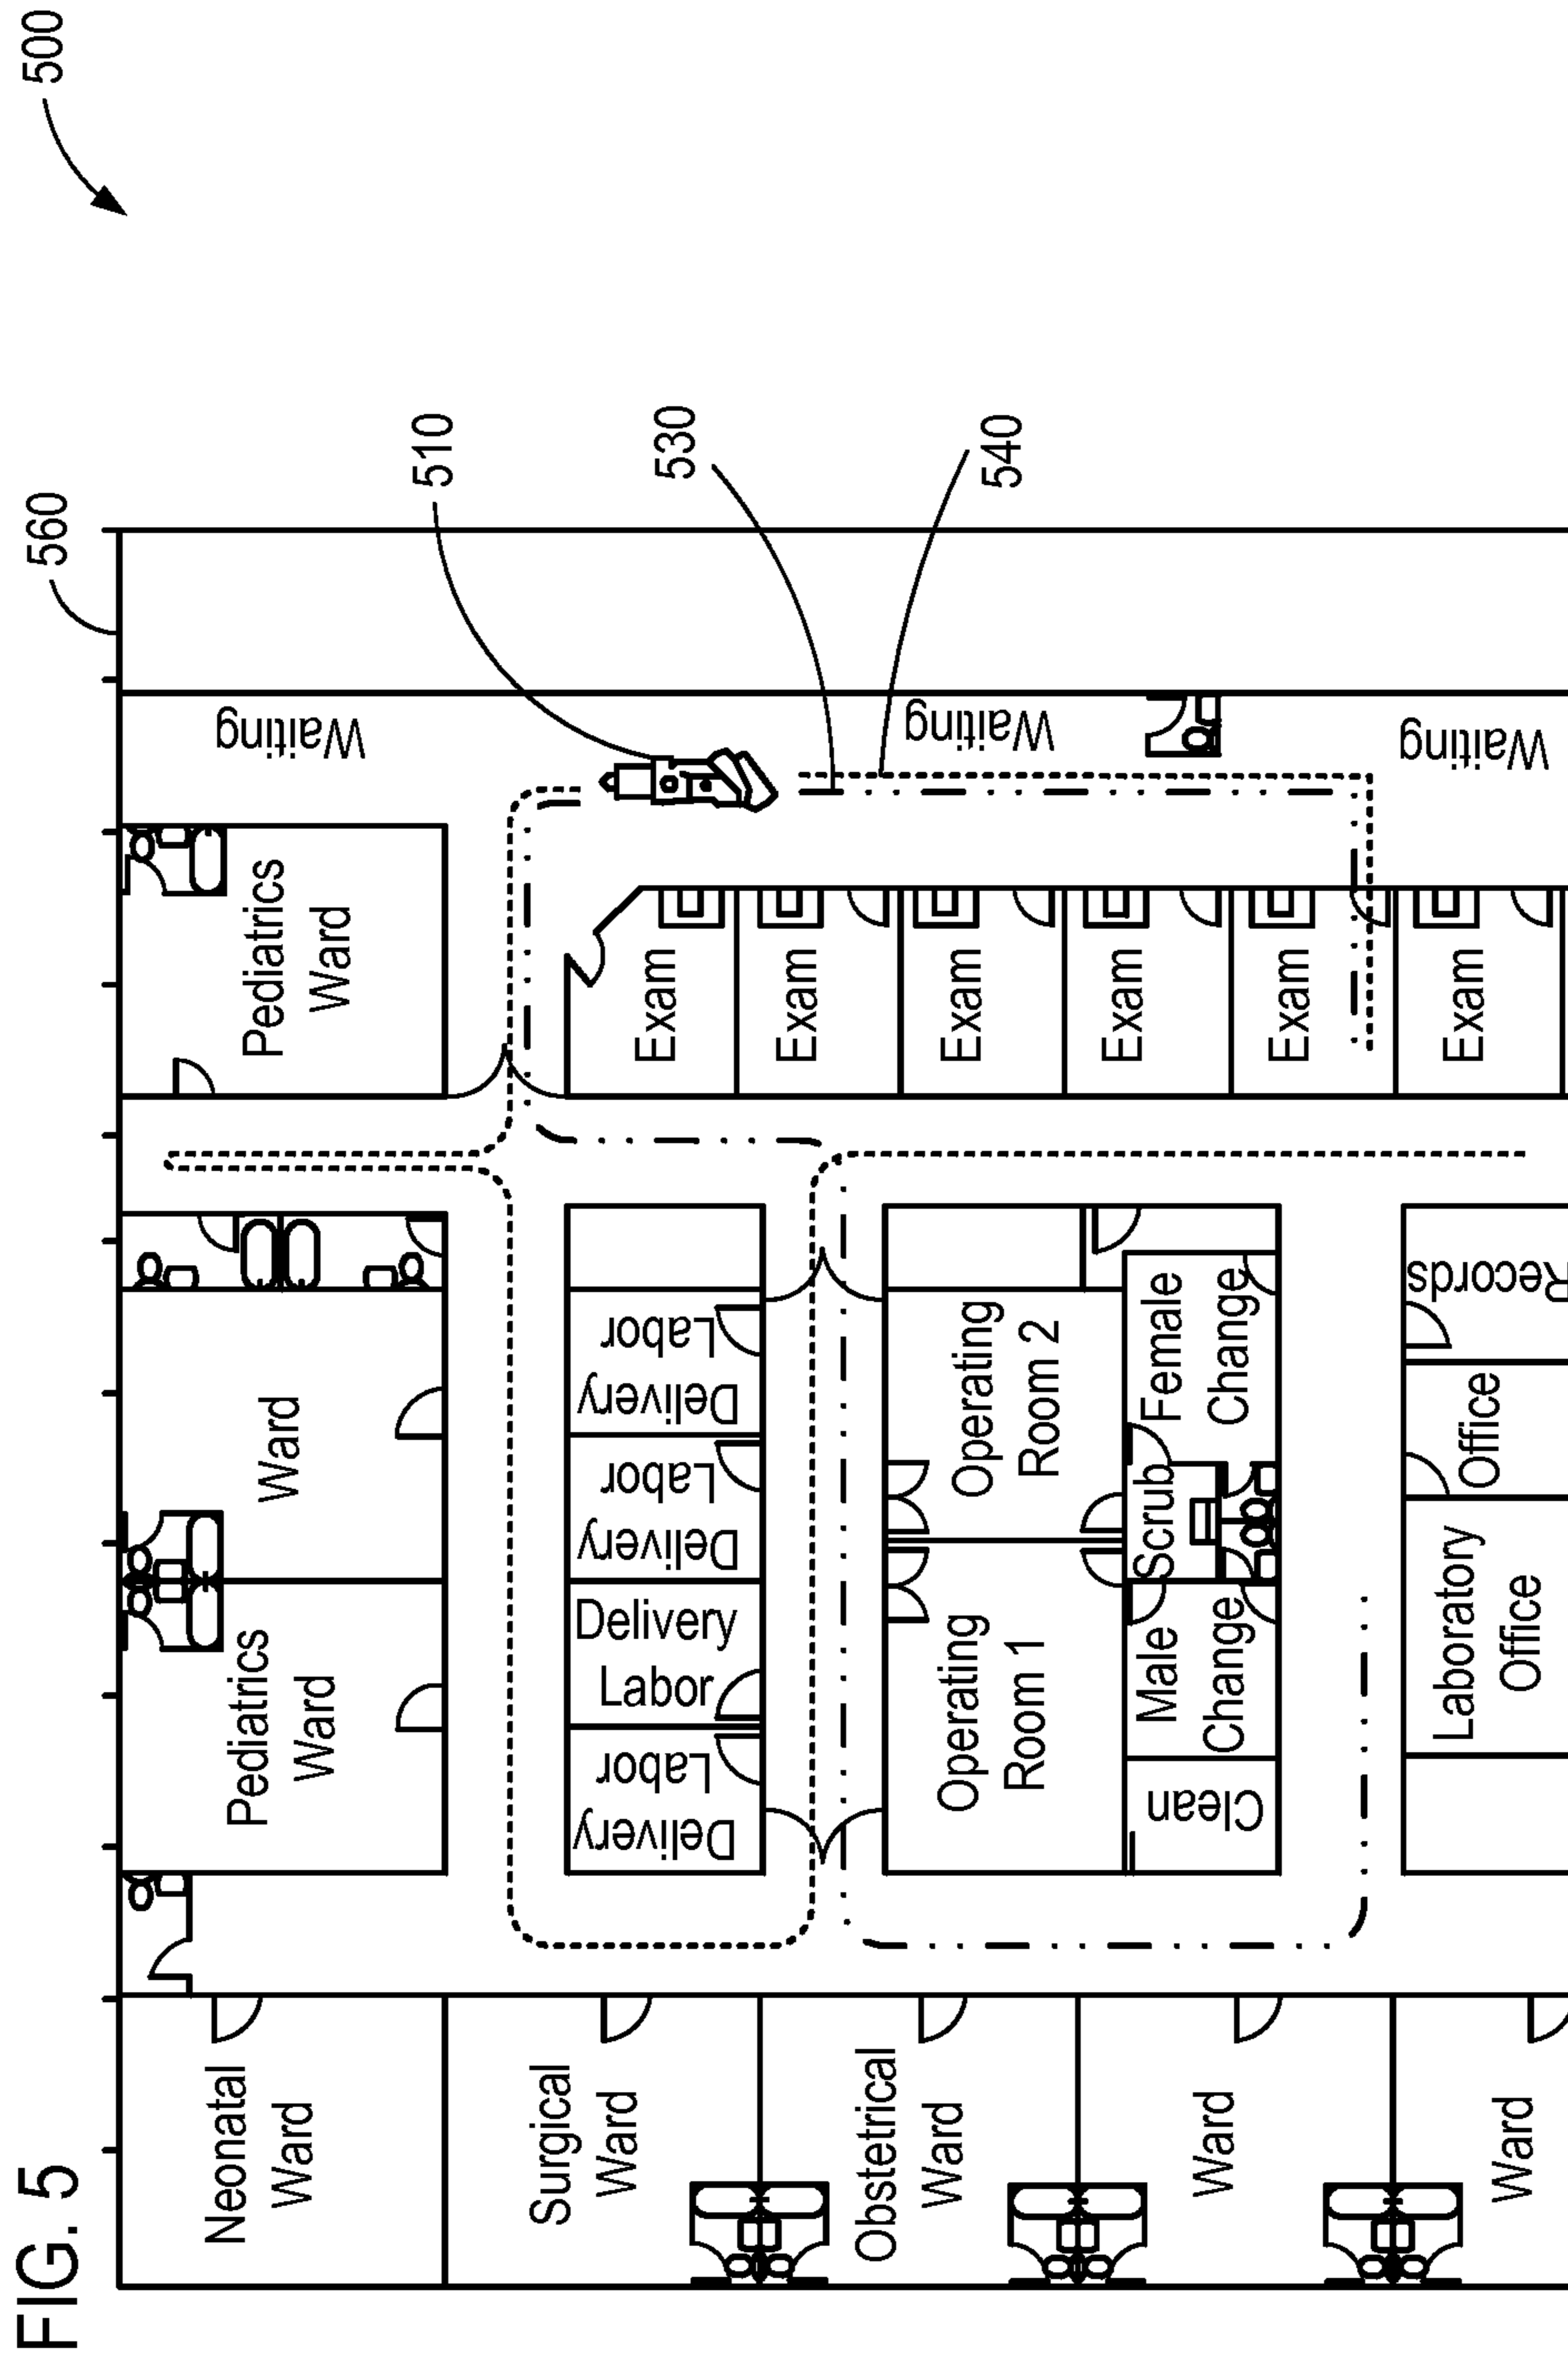 FIG. 5
500
560
510
530
540
Neonatal
Ward
Pediatrics
Ward
Ward
Pediatrics
Ward
Waiting
Surgical
Ward
Delivery
Labor
Delivery
Labor
Delivery
Labor
Delivery
Labor
Exam
Exam
Exam
Exam
Exam
Exam
Waiting
Waiting
Obstetrical
Ward
Operating
Room 1
Operating
Room 2
Ward
Clean
Male
Change
Scrub
Female
Change
Ward
Laboratory
Office
Office
Records